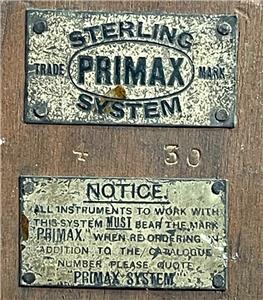 STERLING
TRADE PRIMAX MARK
SYSTEM
4 30
NOTICE.
ALL INSTRUMENTS TO WORK WITH
THIS SYSTEM MUST BEAR THE MARK
PRIMAX. WHEN RE-ORDERING IN
ADDITION TO THE CATALOGUE
NUMBER PLEASE QUOTE
"PRIMAX SYSTEM"